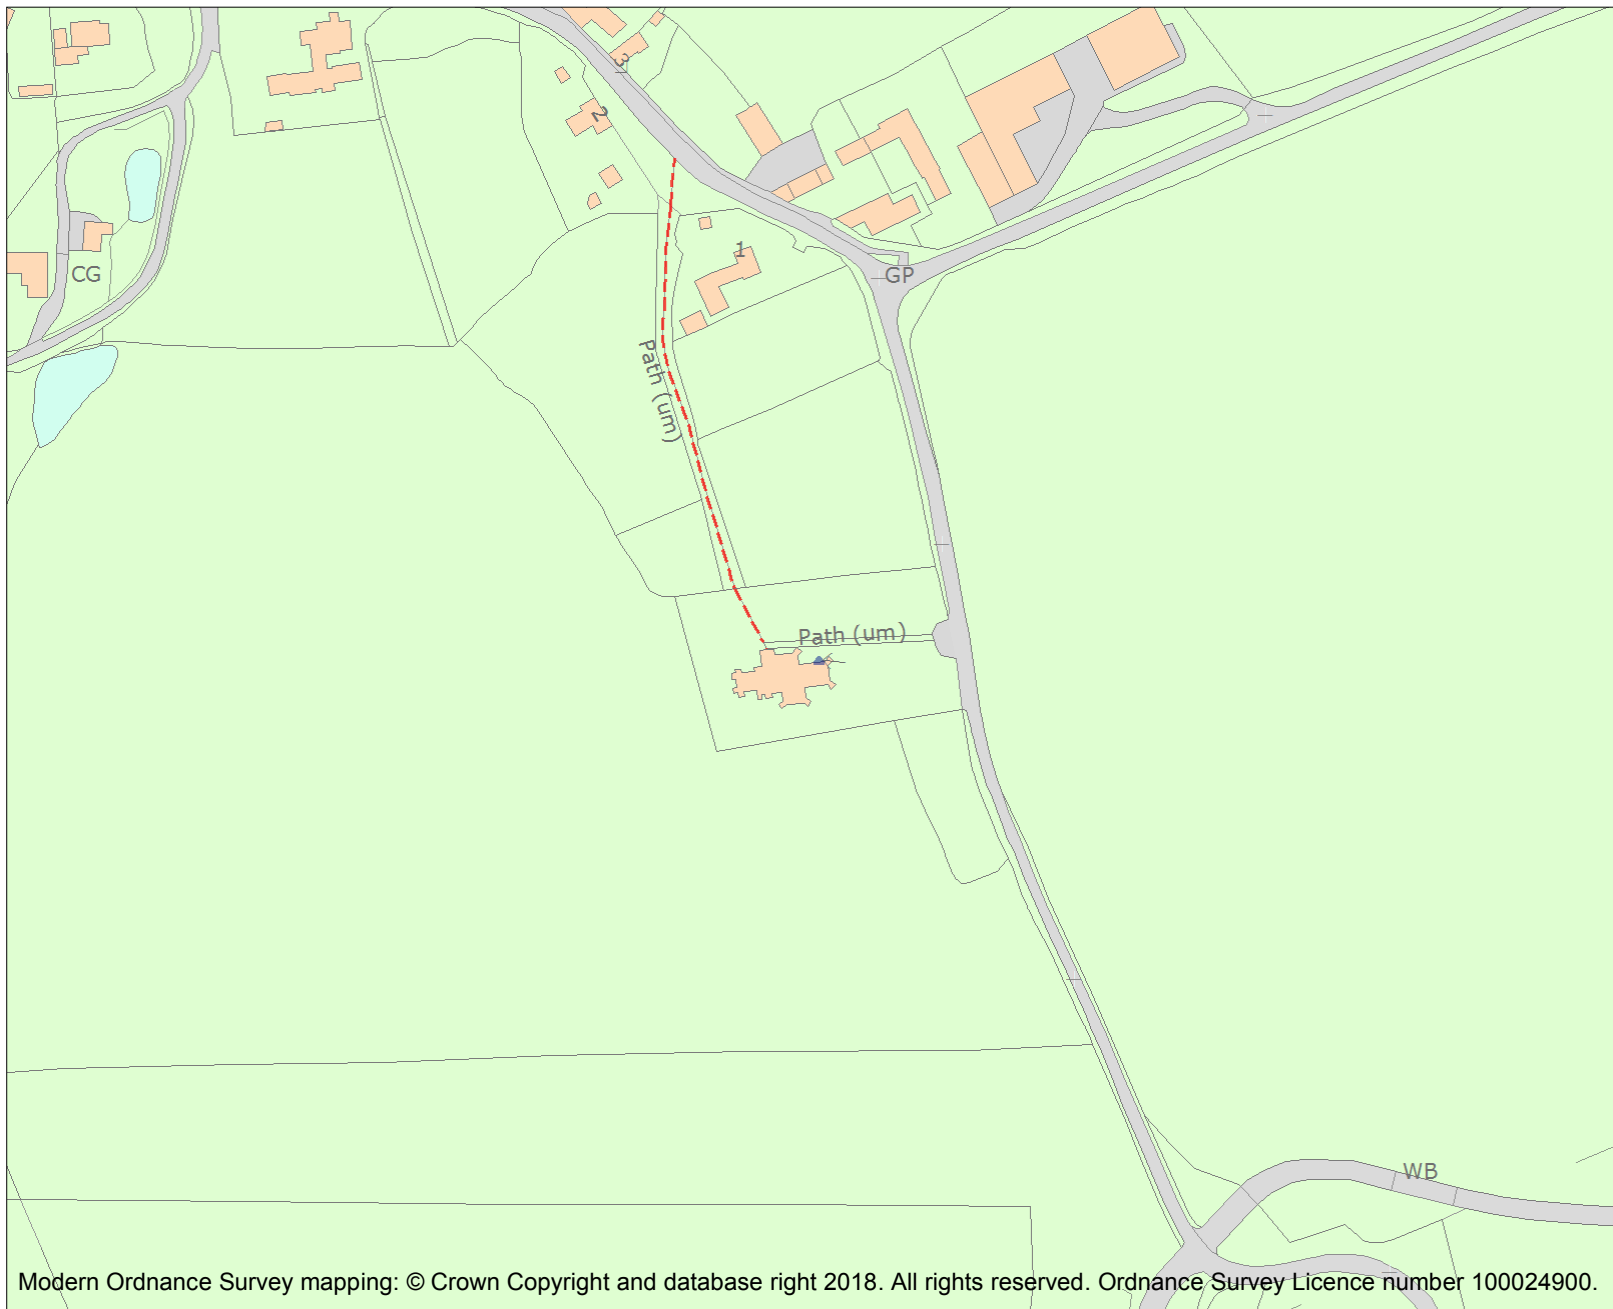 3
2
1
CG
GP
Path (um)
Path (um)
WB
Modern Ordnance Survey mapping: © Crown Copyright and database right 2018. All rights reserved. Ordnance Survey Licence number 100024900.